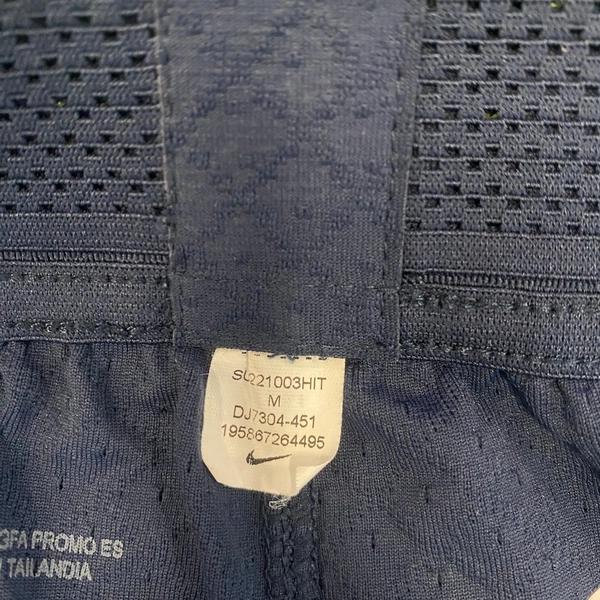 SU221003HIT
M
DJ7304-451
195867264495
GFA PROMO ES
TAILANDIA